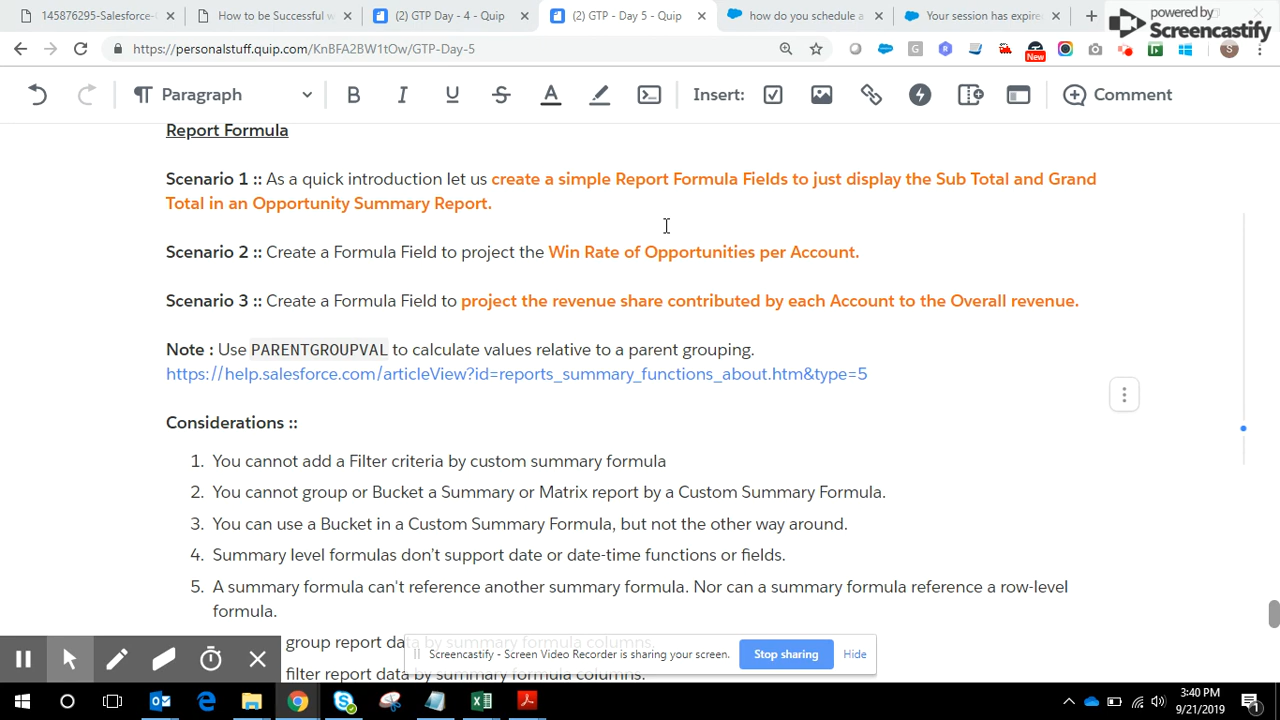 145876295-Salesforce-
How to be Successful w
(2) GTP Day - 4 - Quip
(2) GTP - Day 5 - Quip
how do you schedule a
Your session has expire
powered by
Screencastify
https://personalstuff.quip.com/KnBFA2BW1tOw/GTP-Day-5
New
S
Paragraph
B I U S A
Insert:
Comment
Report Formula
Scenario 1 :: As a quick introduction let us create a simple Report Formula Fields to just display the Sub Total and Grand
Total in an Opportunity Summary Report.
Scenario 2 :: Create a Formula Field to project the Win Rate of Opportunities per Account.
Scenario 3 :: Create a Formula Field to project the revenue share contributed by each Account to the Overall revenue.
Note : Use PARENTGROUPVAL to calculate values relative to a parent grouping.
https://help.salesforce.com/articleView?id=reports_summary_functions_about.htm&type=5
Considerations ::
1. You cannot add a Filter criteria by custom summary formula
2. You cannot group or Bucket a Summary or Matrix report by a Custom Summary Formula.
3. You can use a Bucket in a Custom Summary Formula, but not the other way around.
4. Summary level formulas don't support date or date-time functions or fields.
5. A summary formula can't reference another summary formula. Nor can a summary formula reference a row-level
formula.
group report data by summary formula columns.
Screencastify - Screen Video Recorder is sharing your screen.
Stop sharing
Hide
filter report data by summary formula columns.
3:40 PM
9/21/2019